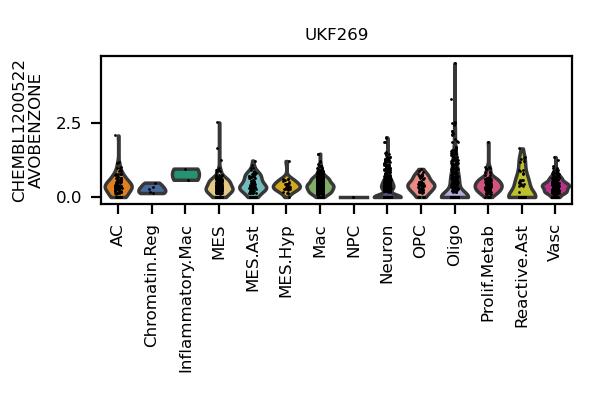 UKF269
CHEMBL1200522
AVOBENZONE
2.5
0.0
AC
Chromatin.Reg
Inflammatory.Mac
MES
MES.Ast
MES.Hyp
Mac
NPC
Neuron
OPC
Oligo
Prolif.Metab
Reactive.Ast
Vasc